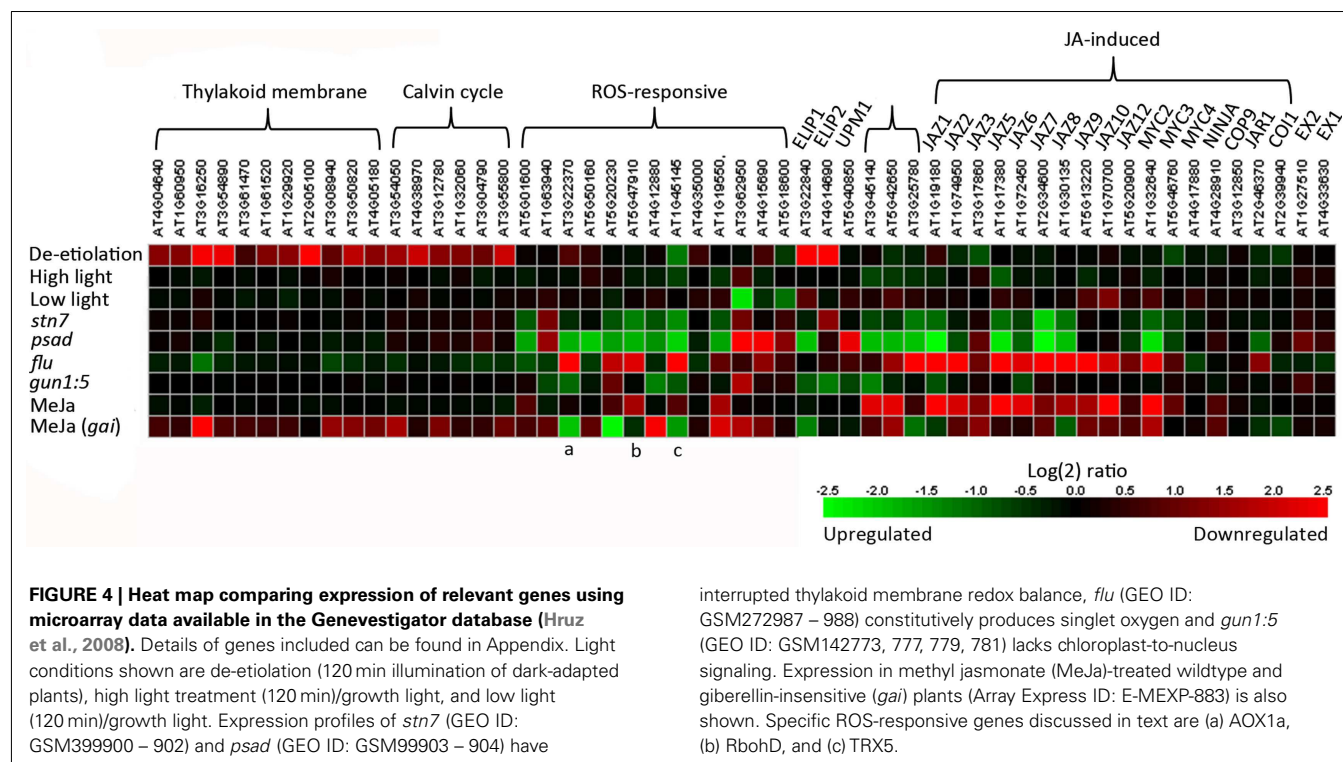 JA-induced
Thylakoid membrane
Calvin cycle
ROS-responsive
ELIP1
ELIP2
UPM1
JAZ1
JAZ2
JAZ3
JAZ5
JAZ6
JAZ7
JAZ8
JAZ9
JAZ10
JAZ12
MYC2
MYC3
MYC4
NINJA
COP9
JAR1
COI1
EX2
EX1
AT4G04640
AT1G60950
AT3G16250
AT3G54890
AT3G61470
AT1G61520
AT1G29920
AT2G05100
AT3G08940
AT3G50820
AT4G05180
AT3G54050
AT4G38970
AT3G12780
AT1G32060
AT3G04790
AT3G55800
AT5G01600
AT1G63940
AT3G22370
AT5G50160
AT5G20230
AT5G47910
AT4G12880
AT1G45145
AT4G35000
AT1G19550.
AT3G62950
AT4G15690
AT5G18600
AT3G22840
AT4G14690
AT5G40850
AT3G45140
AT5G42650
AT3G25780
AT1G19180
AT1G74950
AT3G17860
AT1G17380
AT1G72450
AT2G34600
AT1G30135
AT5G13220
AT1G70700
AT5G20900
AT1G32640
AT5G46760
AT4G17880
AT4G28910
AT3G12850
AT2G46370
AT2G39940
AT1G27510
AT4G33630
De-etiolation
High light
Low light
stn7
psad
flu
gun1:5
MeJa
MeJa (gai)
a b c
Log(2) ratio
-2.5 -2.0 -1.5 -1.0 -0.5 0.0 0.5 1.0 1.5 2.0 2.5
Upregulated Downregulated
FIGURE 4 | Heat map comparing expression of relevant genes using
microarray data available in the Genevestigator database (Hruz
et al., 2008). Details of genes included can be found in Appendix. Light
conditions shown are de-etiolation (120 min illumination of dark-adapted
plants), high light treatment (120 min)/growth light, and low light
(120 min)/growth light. Expression profiles of stn7 (GEO ID:
GSM399900 – 902) and psad (GEO ID: GSM99903 – 904) have
interrupted thylakoid membrane redox balance, flu (GEO ID:
GSM272987 – 988) constitutively produces singlet oxygen and gun1:5
(GEO ID: GSM142773, 777, 779, 781) lacks chloroplast-to-nucleus
signaling. Expression in methyl jasmonate (MeJa)-treated wildtype and
giberellin-insensitive (gai) plants (Array Express ID: E-MEXP-883) is also
shown. Specific ROS-responsive genes discussed in text are (a) AOX1a,
(b) RbohD, and (c) TRX5.